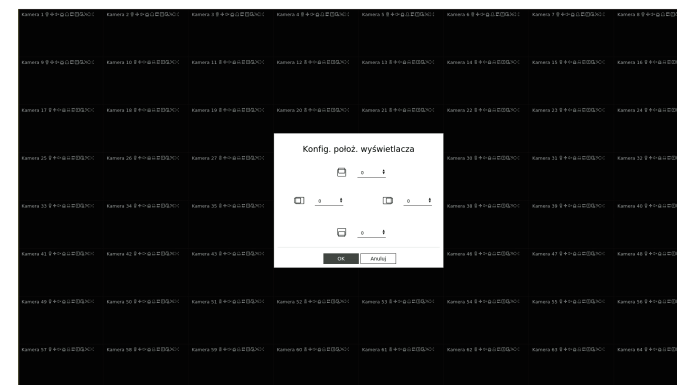 Kamera 1 Kamera 2 Kamera 3 Kamera 4 Kamera 5 Kamera 6 Kamera 7 Kamera 8
Kamera 9 Kamera 10 Kamera 11 Kamera 12 Kamera 13 Kamera 14 Kamera 15 Kamera 16
Kamera 17 Kamera 18 Kamera 19 Kamera 20 Kamera 21 Kamera 22 Kamera 23 Kamera 24
Konfig. położ. wyświetlacza
Kamera 25 Kamera 26 Kamera 27 Kamera 30 Kamera 31 Kamera 32
0
Kamera 33 Kamera 34 Kamera 35 0 0 Kamera 38 Kamera 39 Kamera 40
0
Kamera 41 Kamera 42 Kamera 43 Kamera 46 Kamera 47 Kamera 48
OK Anuluj
Kamera 49 Kamera 50 Kamera 51 Kamera 52 Kamera 53 Kamera 54 Kamera 55 Kamera 56
Kamera 57 Kamera 58 Kamera 59 Kamera 60 Kamera 61 Kamera 62 Kamera 63 Kamera 64